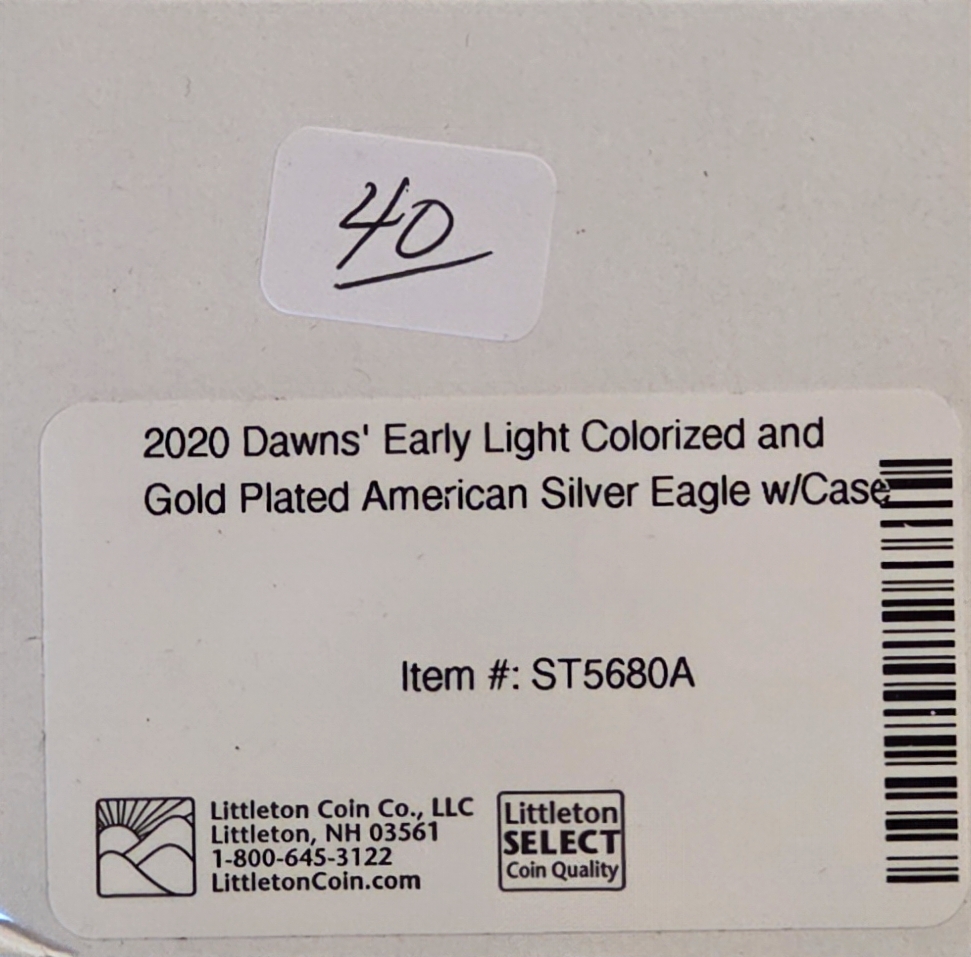 40
2020 Dawns' Early Light Colorized and
Gold Plated American Silver Eagle w/Case
Item #: ST5680A
Littleton Coin Co., LLC
Littleton, NH 03561
1-800-645-3122
LittletonCoin.com
Littleton
SELECT
Coin Quality